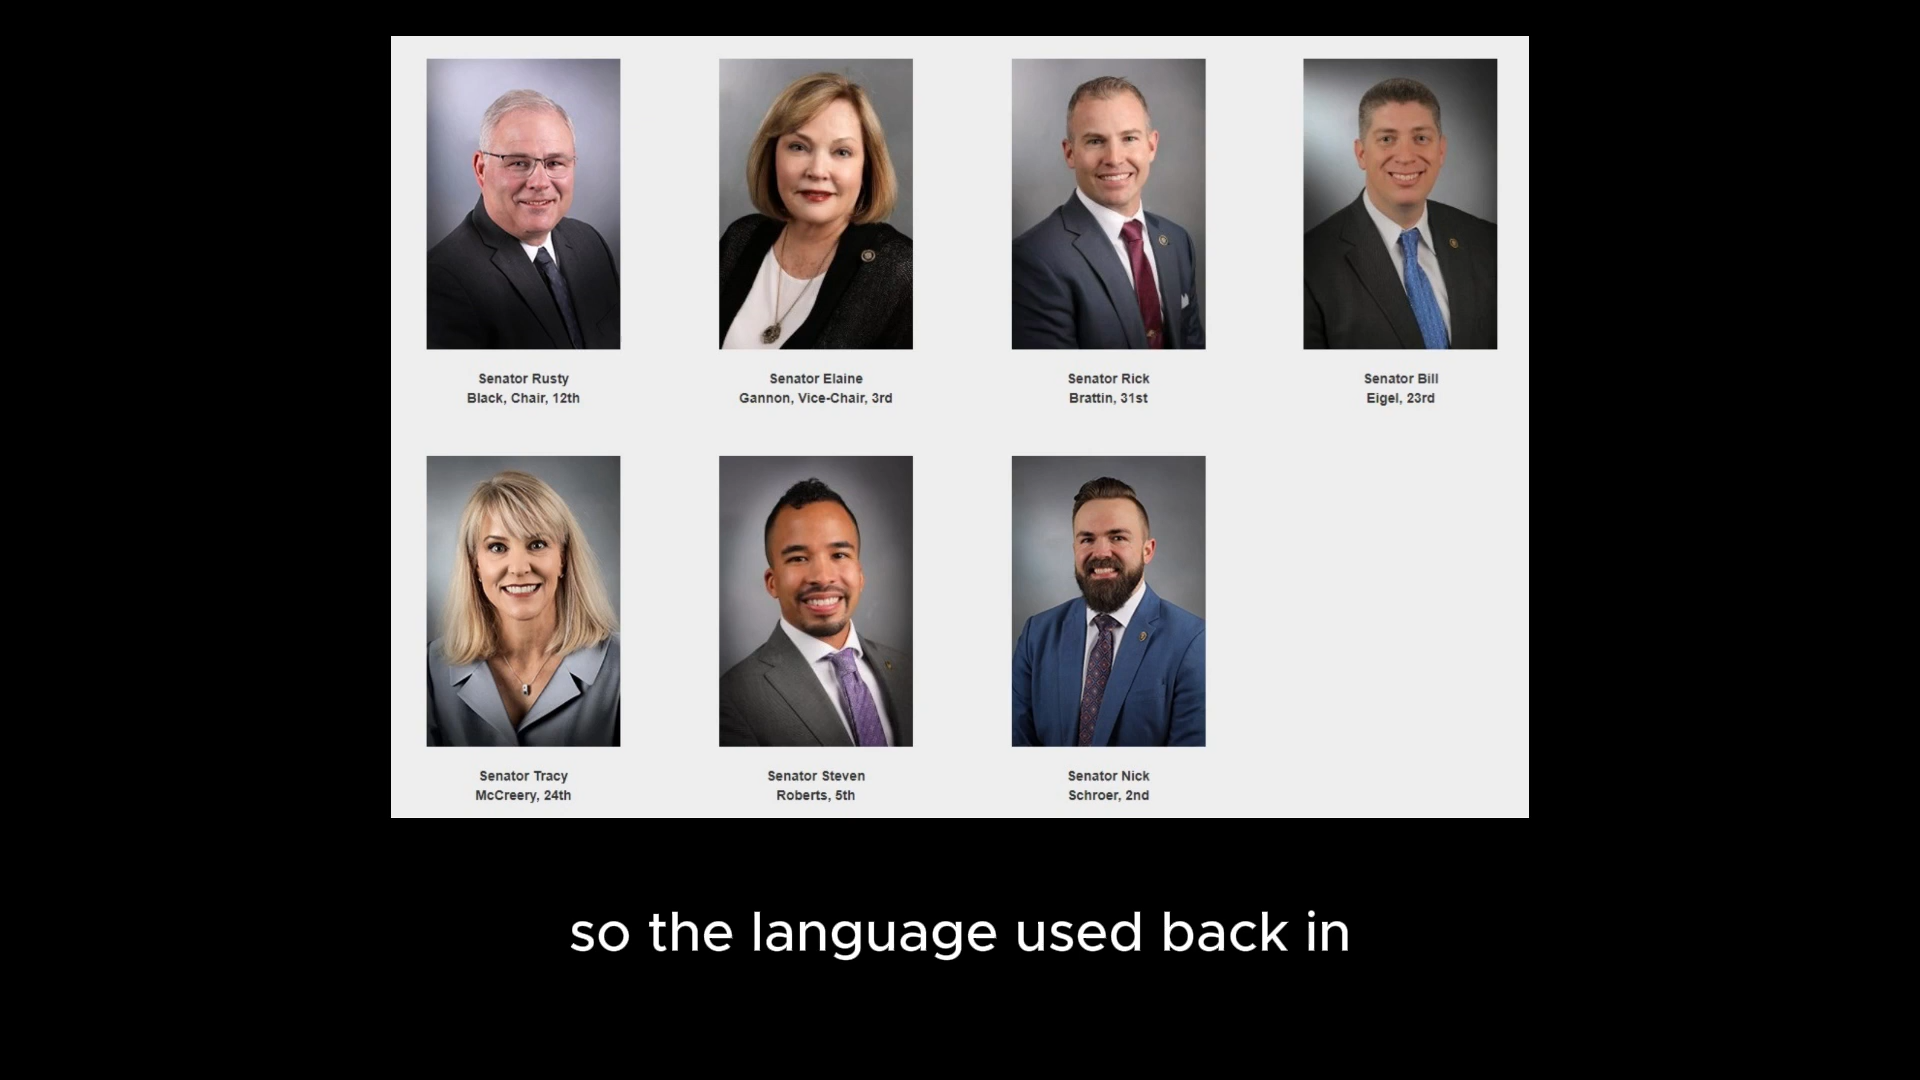 Senator Rusty
Black, Chair, 12th
Senator Elaine
Gannon, Vice-Chair, 3rd
Senator Rick
Brattin, 31st
Senator Bill
Eigel, 23rd
Senator Tracy
McCreery, 24th
Senator Steven
Roberts, 5th
Senator Nick
Schroer, 2nd
so the language used back in